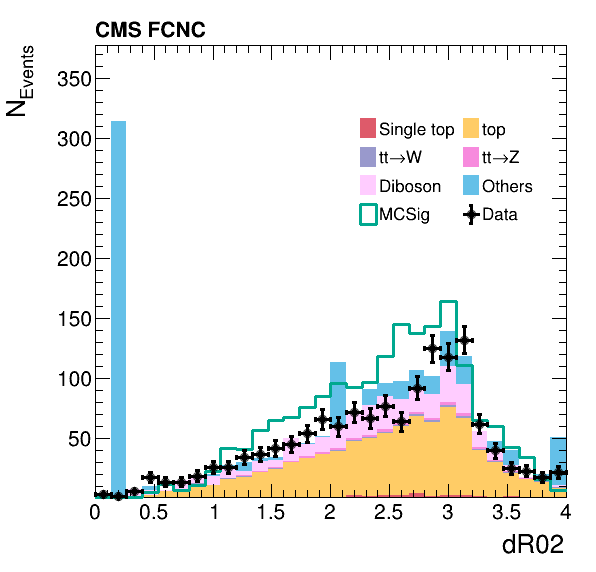 CMS FCNC
N_Events
350
300
250
200
150
100
50
Single top
top
tt→W
tt→Z
Diboson
Others
MCSig
Data
0 0.5 1 1.5 2 2.5 3 3.5 4
dR02